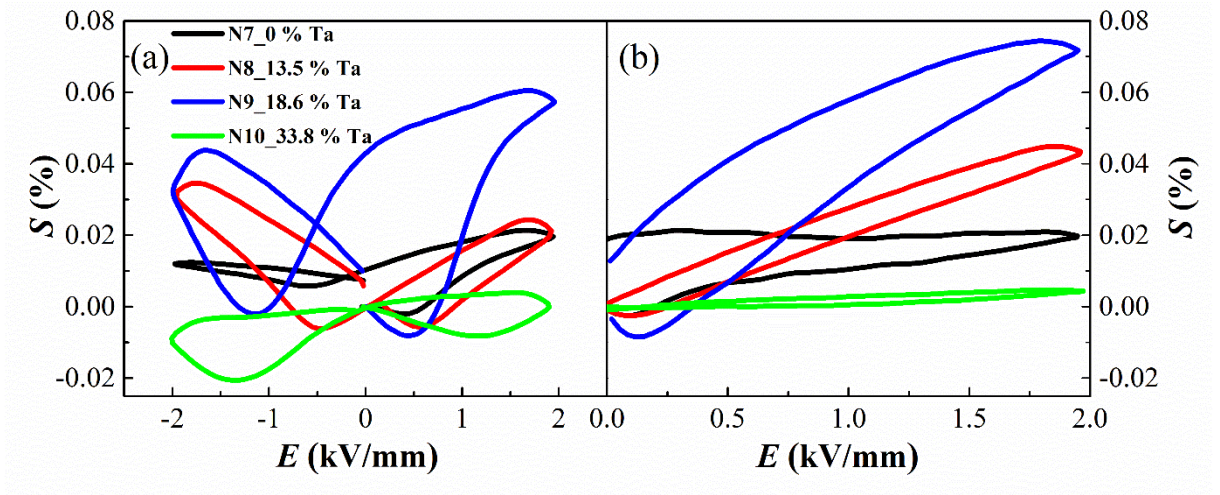 0.08
0.06
0.04
0.02
0.00
-0.02
S (%)
(a)
N7_0 % Ta
N8_13.5 % Ta
N9_18.6 % Ta
N10_33.8 % Ta
-2 -1 0 1 2
E (kV/mm)
(b)
0.0 0.5 1.0 1.5 2.0
E (kV/mm)
0.08
0.06
0.04
0.02
0.00
-0.02
S (%)